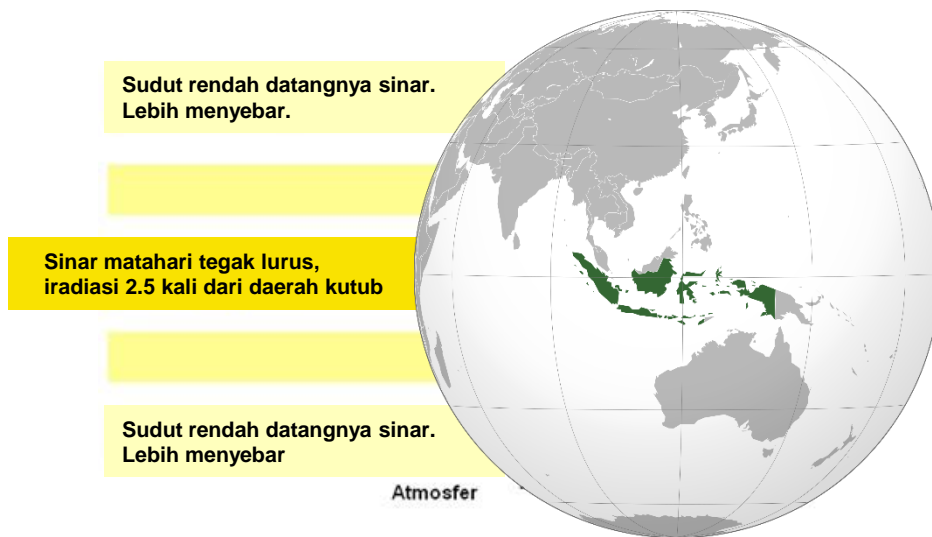 Sudut rendah datangnya sinar.
Lebih menyebar.
Sinar matahari tegak lurus,
iradiasi 2.5 kali dari daerah kutub
Sudut rendah datangnya sinar.
Lebih menyebar
Atmosfer